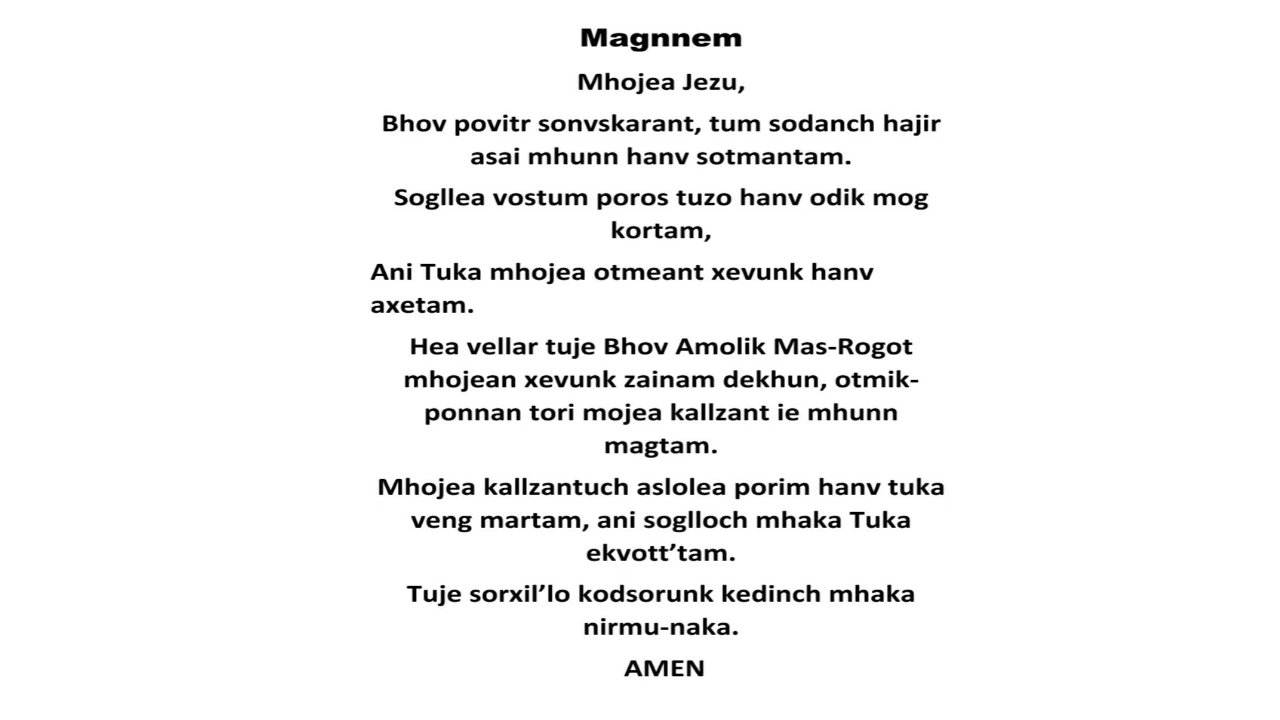 Magnnem
Mhojea Jezu,
Bhov povitr sonvskarant, tum sodanch hajir
asai mhunn hanv sotmantam.
Sogllea vostum poros tuzo hanv odik mog
kortam,
Ani Tuka mhojea otmeant xevunk hanv
axetam.
Hea vellar tuje Bhov Amolik Mas-Rogot
mhojean xevunk zainam dekhun, otmik-
ponnan tori mojea kallzant ie mhunn
magtam.
Mhojea kallzantuch aslolea porim hanv tuka
veng martam, ani soglloch mhaka Tuka
ekvott’tam.
Tuje sorxil’lo kodsorunk kedinch mhaka
nirmu-naka.
AMEN